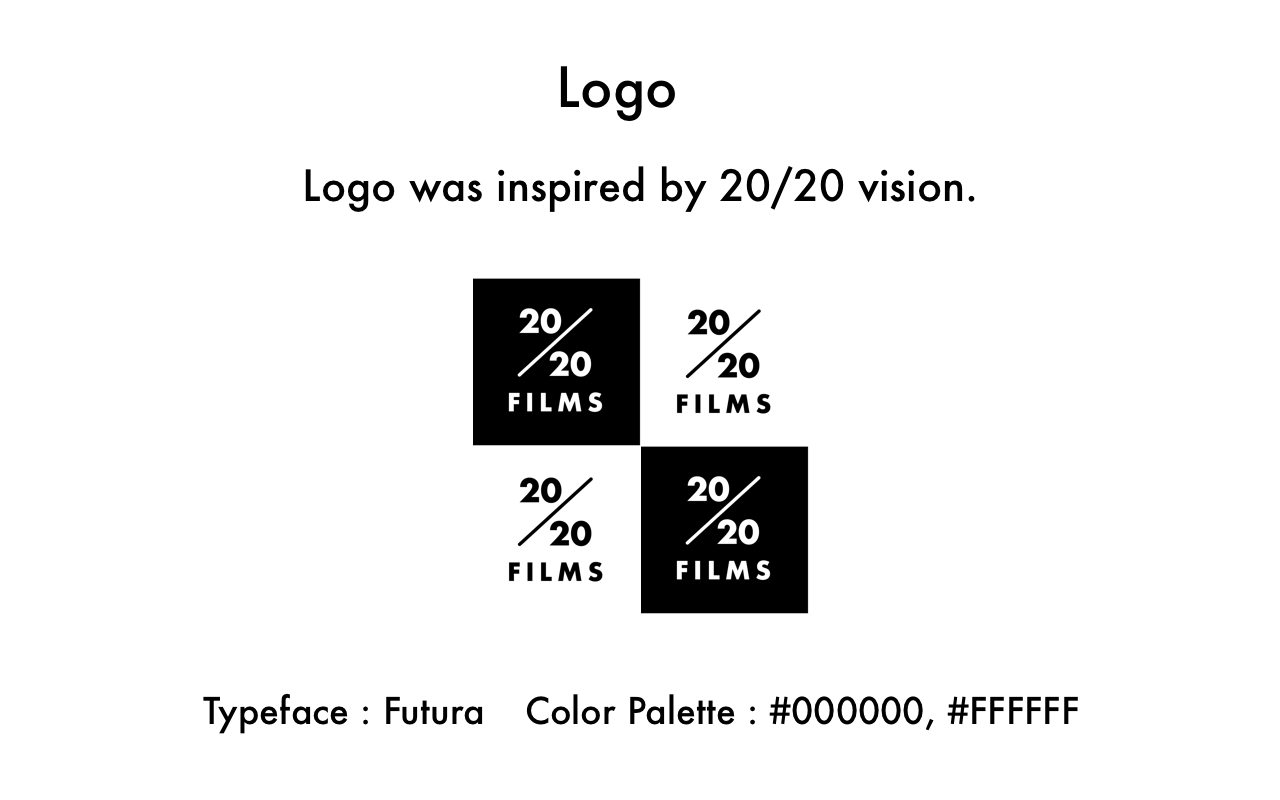 Logo
Logo was inspired by 20/20 vision.
20/20
FILMS
20/20
FILMS
20/20
FILMS
20/20
FILMS
Typeface : Futura Color Palette : #000000, #FFFFFF